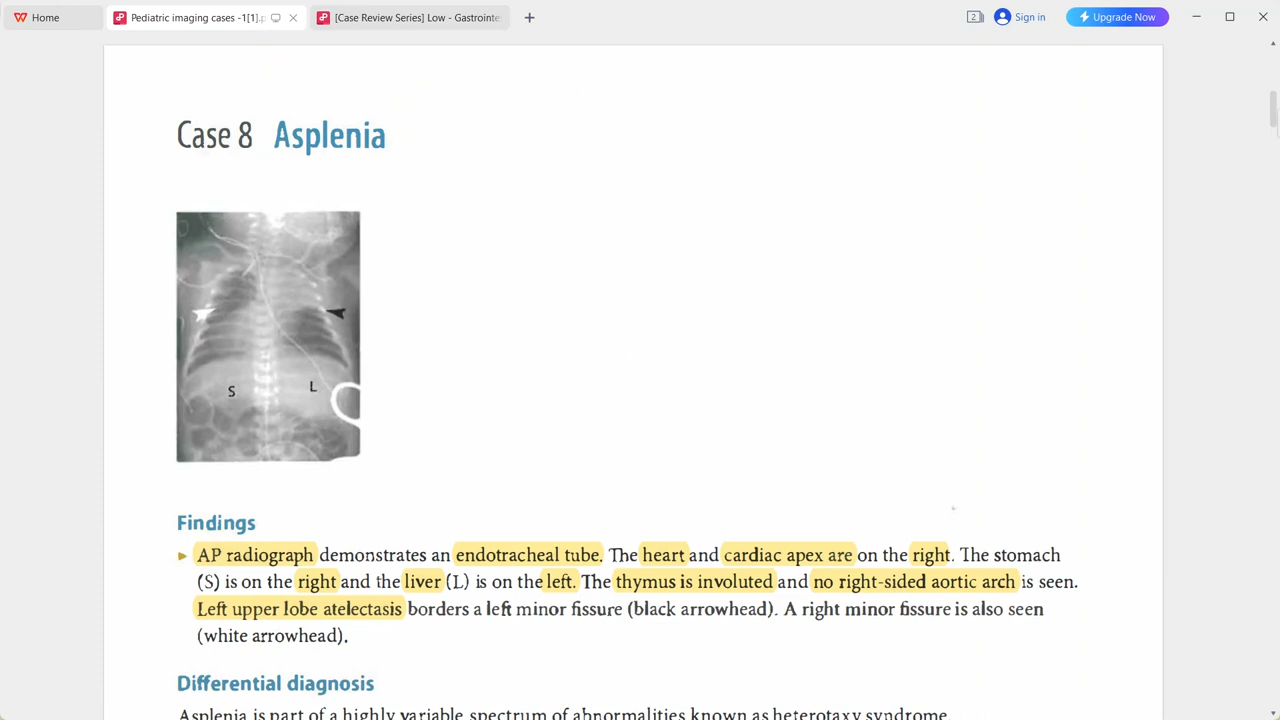 Home
Pediatric imaging cases -1[1].p
[Case Review Series] Low - Gastrointe
2
Sign in
Upgrade Now
Case 8 Asplenia
S
L
Findings
AP radiograph demonstrates an endotracheal tube. The heart and cardiac apex are on the right. The stomach
(S) is on the right and the liver (L) is on the left. The thymus is involuted and no right-sided aortic arch is seen.
Left upper lobe atelectasis borders a left minor fissure (black arrowhead). A right minor fissure is also seen
(white arrowhead).
Differential diagnosis
Asplenia is part of a highly variable spectrum of abnormalities known as heterotaxy syndrome.